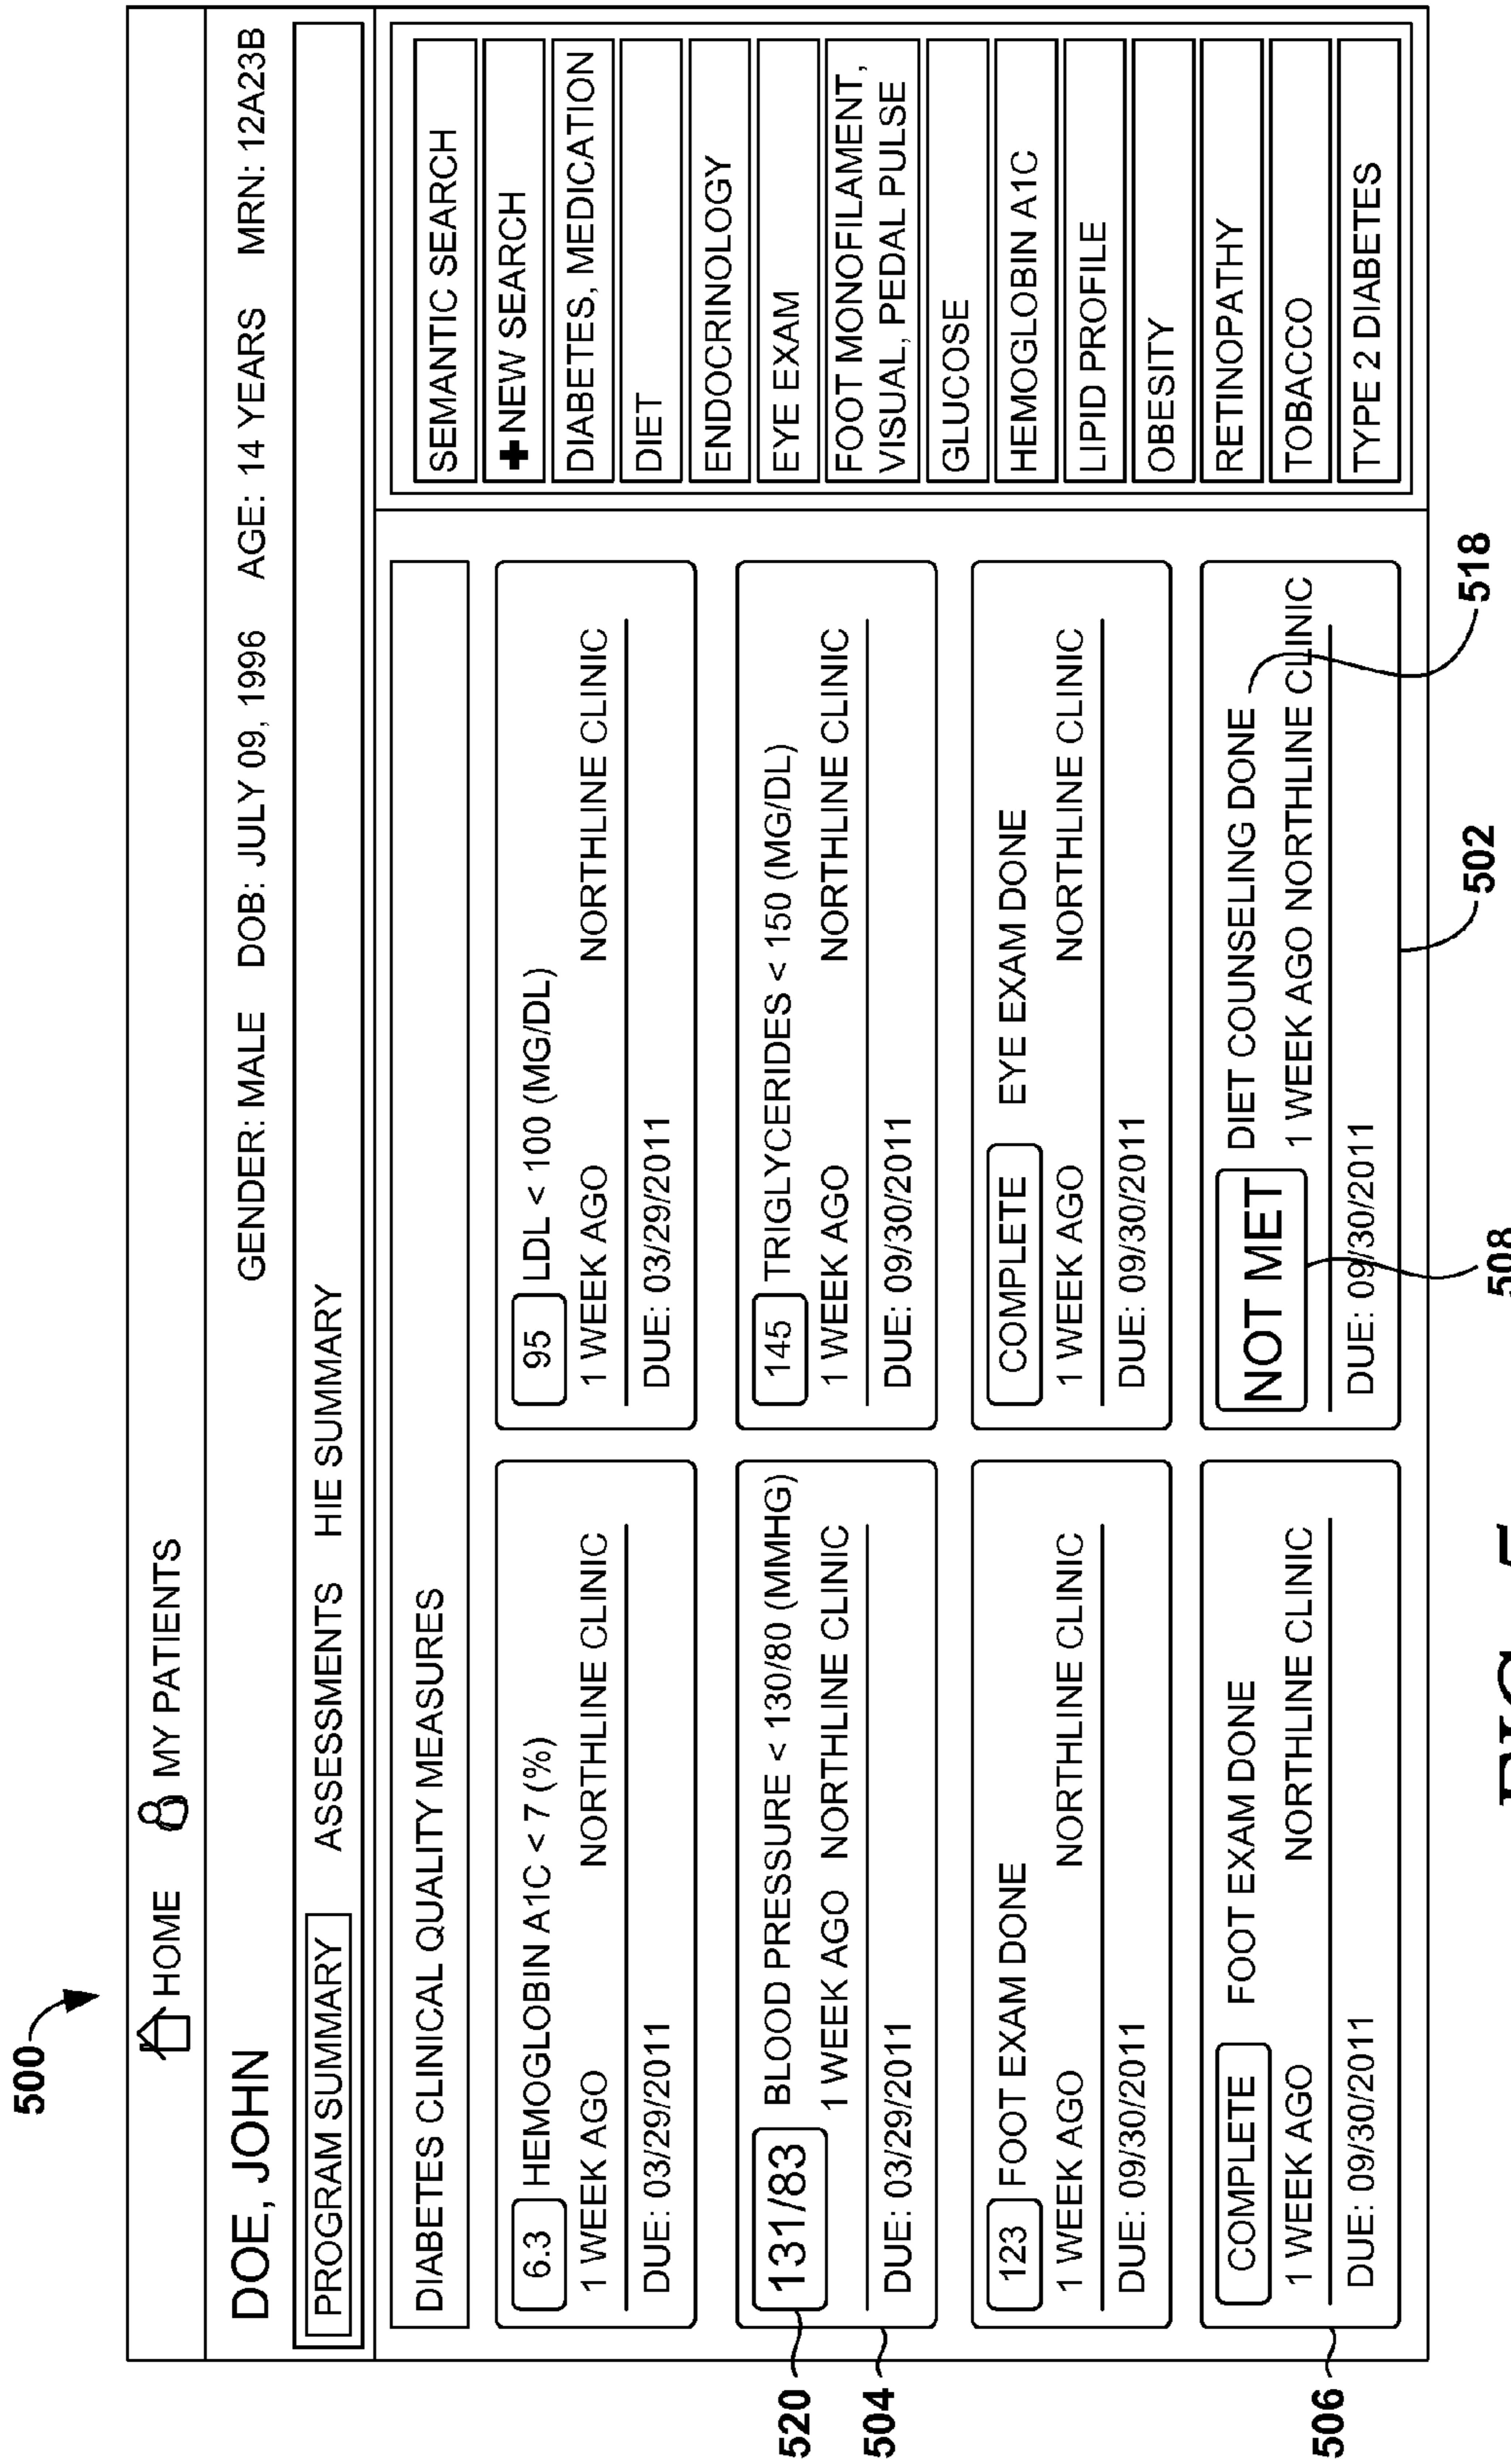 500
HOME MY PATIENTS
DOE, JOHN GENDER: MALE DOB: JULY 09, 1996 AGE: 14 YEARS MRN: 12A23B
PROGRAM SUMMARY ASSESSMENTS HIE SUMMARY
DIABETES CLINICAL QUALITY MEASURES
6.3 HEMOGLOBIN A1C < 7 (%)
1 WEEK AGO NORTHLINE CLINIC
DUE: 03/29/2011
95 LDL < 100 (MG/DL)
1 WEEK AGO NORTHLINE CLINIC
DUE: 03/29/2011
520
504
131/83 BLOOD PRESSURE < 130/80 (MMHG)
1 WEEK AGO NORTHLINE CLINIC
DUE: 03/29/2011
145 TRIGLYCERIDES < 150 (MG/DL)
1 WEEK AGO NORTHLINE CLINIC
DUE: 09/30/2011
123 FOOT EXAM DONE
1 WEEK AGO NORTHLINE CLINIC
DUE: 09/30/2011
COMPLETE EYE EXAM DONE
1 WEEK AGO NORTHLINE CLINIC
DUE: 09/30/2011
506
COMPLETE FOOT EXAM DONE
1 WEEK AGO NORTHLINE CLINIC
DUE: 09/30/2011
NOT MET DIET COUNSELING DONE
1 WEEK AGO NORTHLINE CLINIC
DUE: 09/30/2011
SEMANTIC SEARCH
+NEW SEARCH
DIABETES, MEDICATION
DIET
ENDOCRINOLOGY
EYE EXAM
FOOT MONOFILAMENT,
VISUAL, PEDAL PULSE
GLUCOSE
HEMOGLOBIN A1C
LIPID PROFILE
OBESITY
RETINOPATHY
TOBACCO
TYPE 2 DIABETES
508
502
518